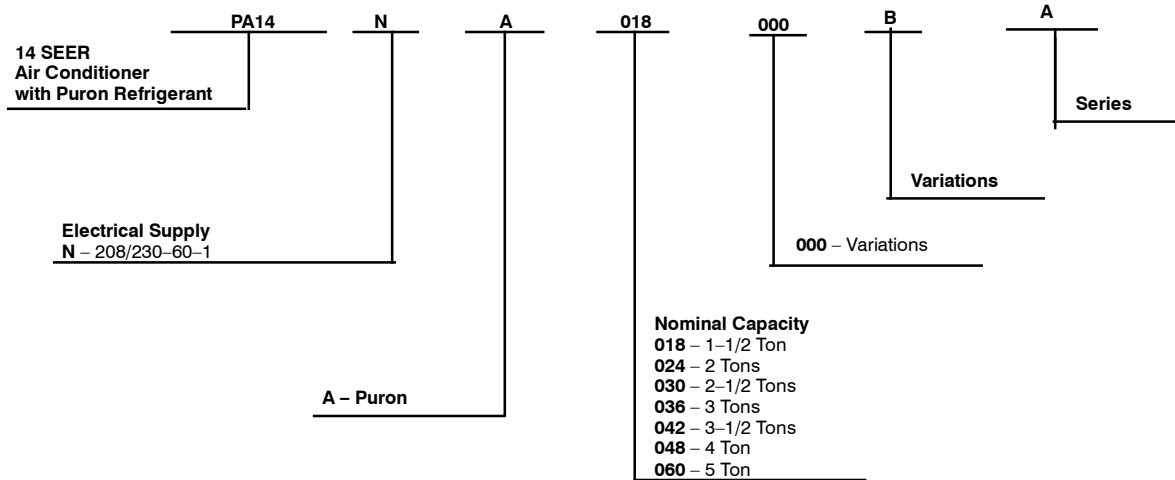 PA14 N A 018 000 B A
14 SEER
Air Conditioner
with Puron Refrigerant
Series
Variations
Electrical Supply
N – 208/230–60–1
000 – Variations
Nominal Capacity
018 – 1–1/2 Ton
024 – 2 Tons
030 – 2–1/2 Tons
036 – 3 Tons
042 – 3–1/2 Tons
048 – 4 Ton
060 – 5 Ton
A – Puron